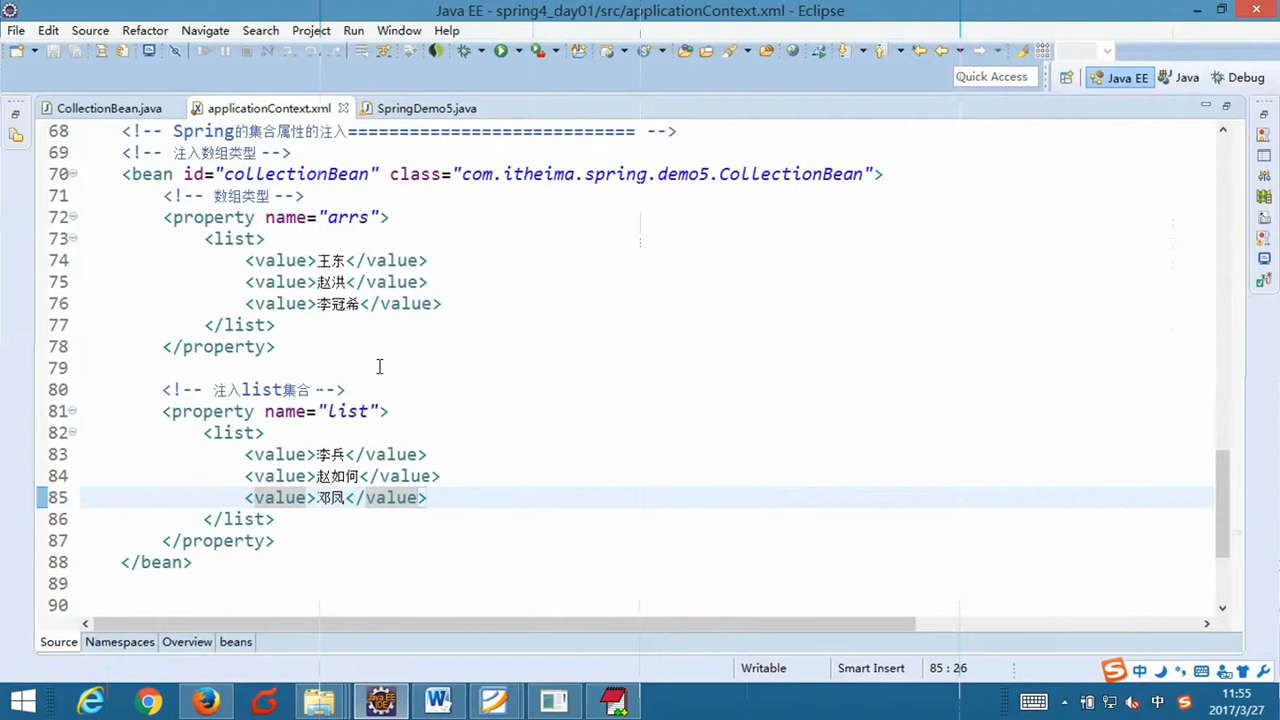 Java EE - spring4_day01/src/applicationContext.xml - Eclipse
File Edit Source Refactor Navigate Search Project Run Window Help
Quick Access Java EE Java Debug
CollectionBean.java applicationContext.xml SpringDemo5.java
68 <!-- Spring的集合属性的注入============================ -->
69 <!-- 注入数组类型 -->
70 <bean id="collectionBean" class="com.itheima.spring.demo5.CollectionBean">
71 <!-- 数组类型 -->
72 <property name="arrs">
73 <list>
74 <value>王东</value>
75 <value>赵洪</value>
76 <value>李冠希</value>
77 </list>
78 </property>
79
80 <!-- 注入list集合 -->
81 <property name="list">
82 <list>
83 <value>李兵</value>
84 <value>赵如何</value>
85 <value>邓凤</value>
86 </list>
87 </property>
88 </bean>
89
90
Source Namespaces Overview beans
Writable Smart Insert 85 : 26
中
中
11:55
2017/3/27